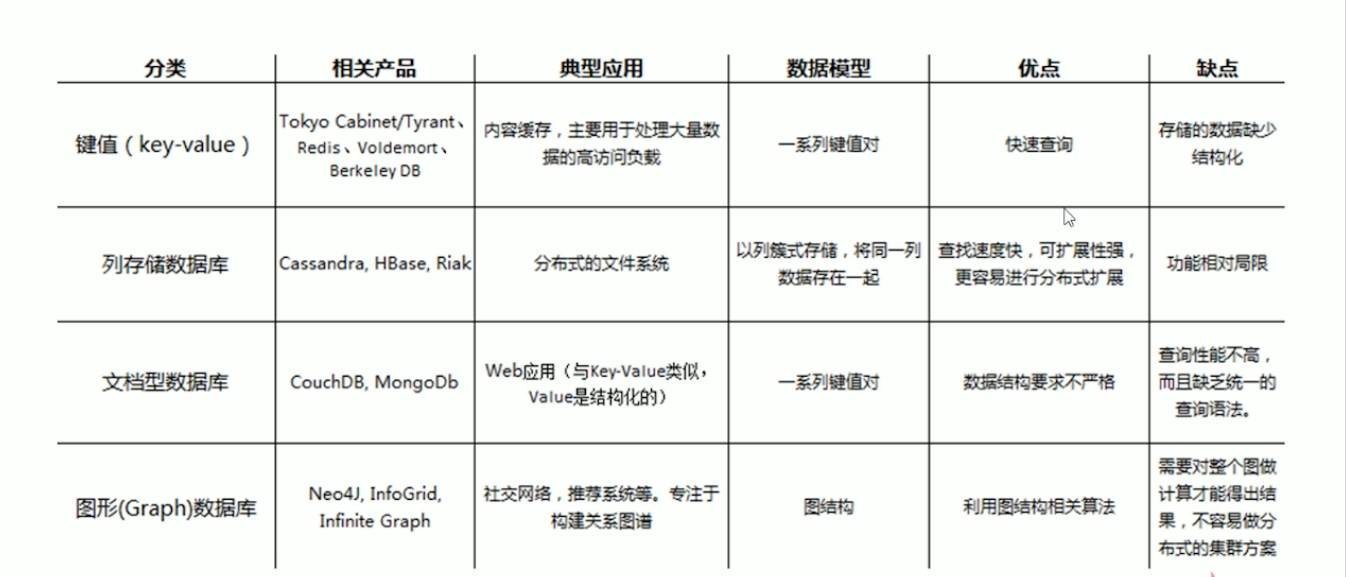 分类 相关产品 典型应用 数据模型 优点 缺点
键值（key-value）
Tokyo Cabinet/Tyrant、
Redis、Voldemort、
Berkeley DB
内容缓存，主要用于处理大量数
据的高访问负载
一系列键值对
快速查询
存储的数据缺少
结构化
列存储数据库
Cassandra, HBase, Riak
分布式的文件系统
以列簇式存储，将同一列
数据存在一起
查找速度快，可扩展性强，
更容易进行分布式扩展
功能相对局限
文档型数据库
CouchDB, MongoDb
Web应用（与Key-Value类似，
Value是结构化的）
一系列键值对
数据结构要求不严格
查询性能不高，
而且缺乏统一的
查询语法。
图形(Graph)数据库
Neo4J, InfoGrid,
Infinite Graph
社交网络，推荐系统等。专注于
构建关系图谱
图结构
利用图结构相关算法
需要对整个图做
计算才能得出结
果，不容易做分
布式的集群方案